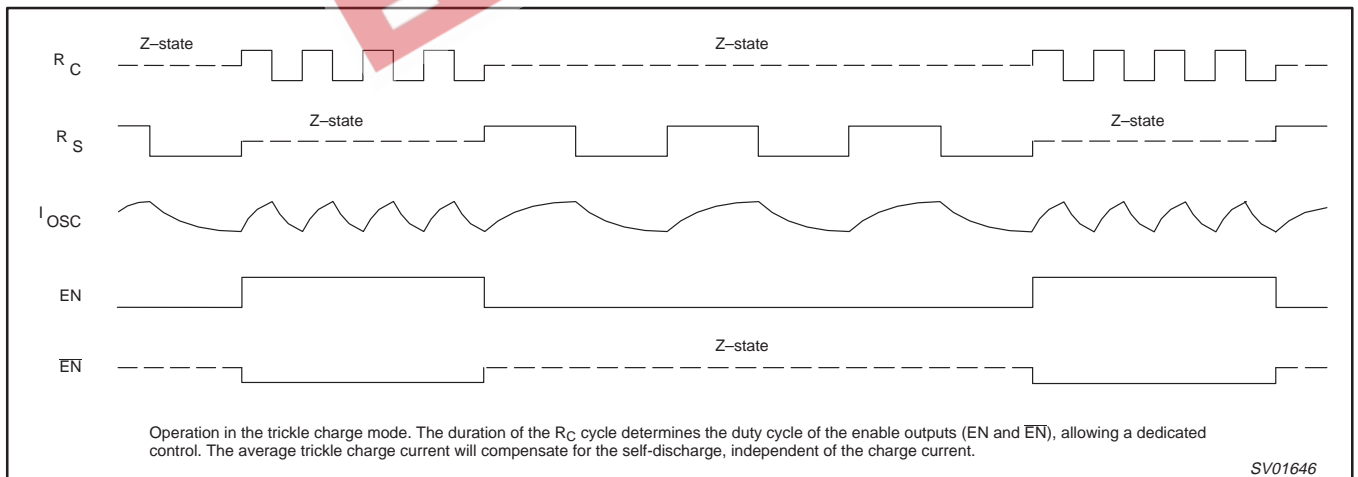 Z–state Z–state
R C
Z–state Z–state
R S
I OSC
EN
Z–state
E̅N̅
Operation in the trickle charge mode. The duration of the RC cycle determines the duty cycle of the enable outputs (EN and E̅N̅), allowing a dedicated
control. The average trickle charge current will compensate for the self-discharge, independent of the charge current.
SV01646